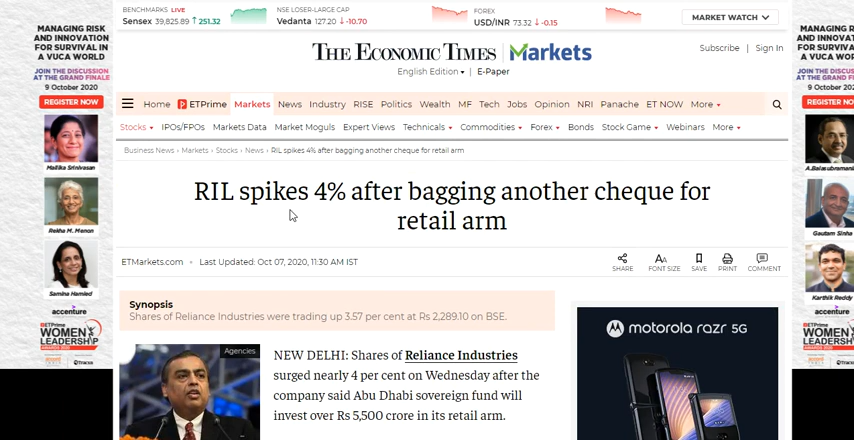 BENCHMARKS LIVE
Sensex 39,825.89 ↑ 251.32
NSE LOSER-LARGE CAP
Vedanta 127.20 ↓ -10.70
FOREX
USD/INR 73.32 ↓ -0.15
MARKET WATCH
THE ECONOMIC TIMES | Markets
Subscribe | Sign In
English Edition | E-Paper
Home ETPrime Markets News Industry RISE Politics Wealth MF Tech Jobs Opinion NRI Panache ET NOW More
Stocks IPOs/FPOs Markets Data Market Moguls Expert Views Technicals Commodities Forex Bonds Stock Game Webinars More
Business News › Markets › Stocks › News › RIL spikes 4% after bagging another cheque for retail arm
RIL spikes 4% after bagging another cheque for
retail arm
ETMarkets.com • Last Updated: Oct 07, 2020, 11:30 AM IST
SHARE FONT SIZE SAVE PRINT COMMENT
Synopsis
Shares of Reliance Industries were trading up 3.57 per cent at Rs 2,289.10 on BSE.
Agencies
NEW DELHI: Shares of Reliance Industries
surged nearly 4 per cent on Wednesday after the
company said Abu Dhabi sovereign fund will
invest over Rs 5,500 crore in its retail arm.
motorola razr 5G
MANAGING RISK
AND INNOVATION
FOR SURVIVAL IN
A VUCA WORLD
JOIN THE DISCUSSION
AT THE GRAND FINALE
9 October 2020
REGISTER NOW
Mallika Srinivasan
Rekha M. Menon
Samina Hamied
accenture
ETPrime
WOMEN
LEADERSHIP
MANAGING
AND INNOV
FOR SURVI
A VUCA W
JOIN THE DIS
AT THE GRAN
9 October
REGISTER
A.Balasubraman
Gautam Sinha
Karthik Reddy
accentu
ETPrime
WOME
LEADER